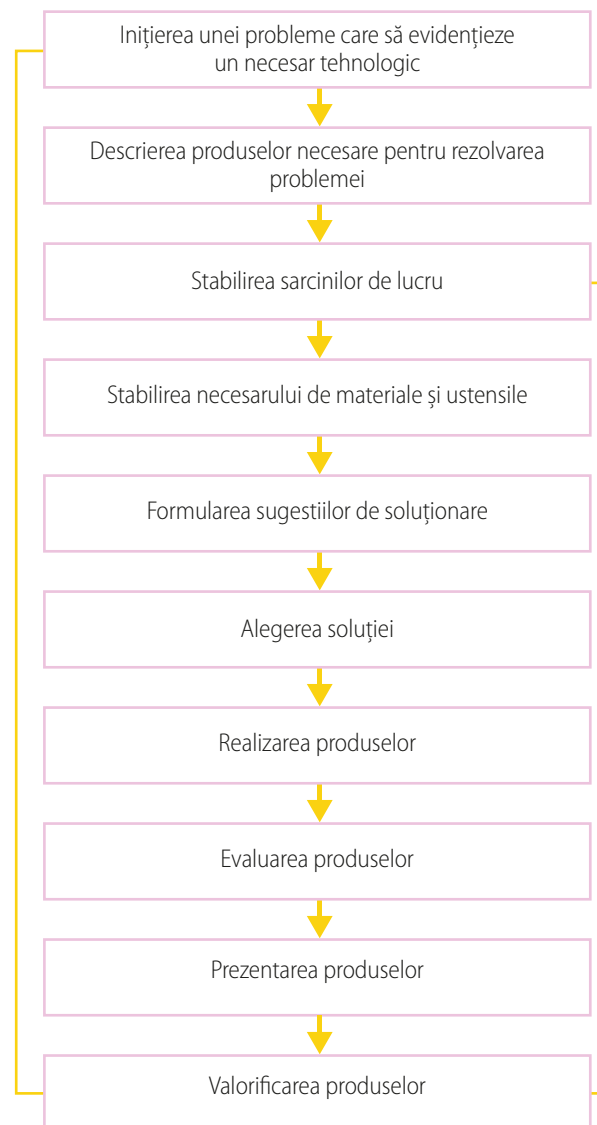 Inițierea unei probleme care să evidențieze
un necesar tehnologic
Descrierea produselor necesare pentru rezolvarea
problemei
Stabilirea sarcinilor de lucru
Stabilirea necesarului de materiale și ustensile
Formularea sugestiilor de soluționare
Alegerea soluției
Realizarea produselor
Evaluarea produselor
Prezentarea produselor
Valorificarea produselor